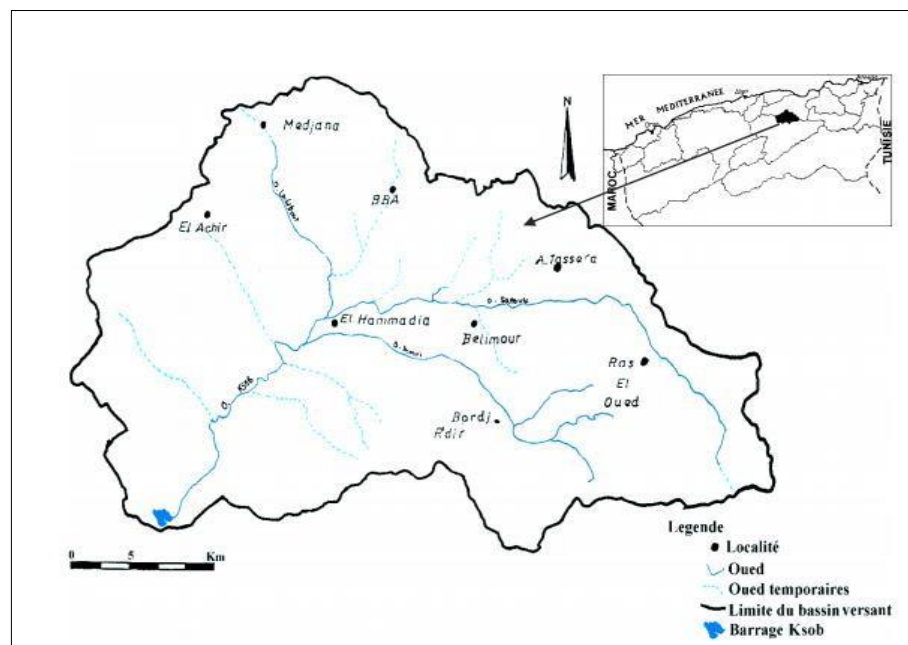 N
MER MEDITERRANEE
MAROC
TUNISIE
Medjana
BBA
El Achir
A_Tassera
El Hammadia
Belimour
Ras
El
Oued
O. Ksob
Bordj
R'dir
0 5 Km
Legende
Localité
Oued
Oued temporaires
Limite du bassin versant
Barrage Ksob